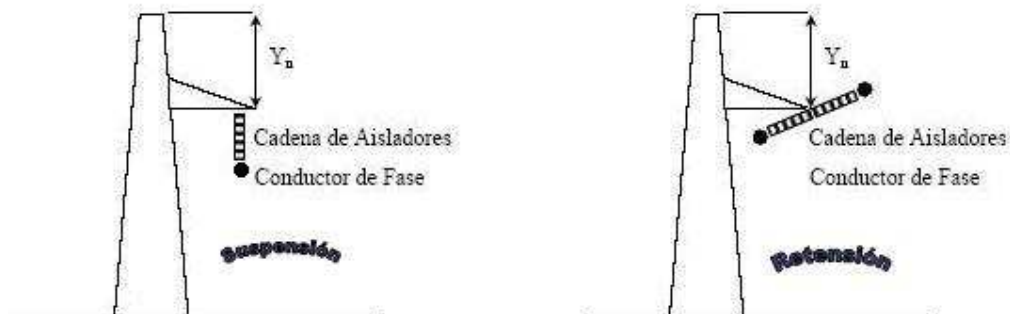 Yn
Cadena de Aisladores
Conductor de Fase
Suspensión
Yn
Cadena de Aisladores
Conductor de Fase
Retensión